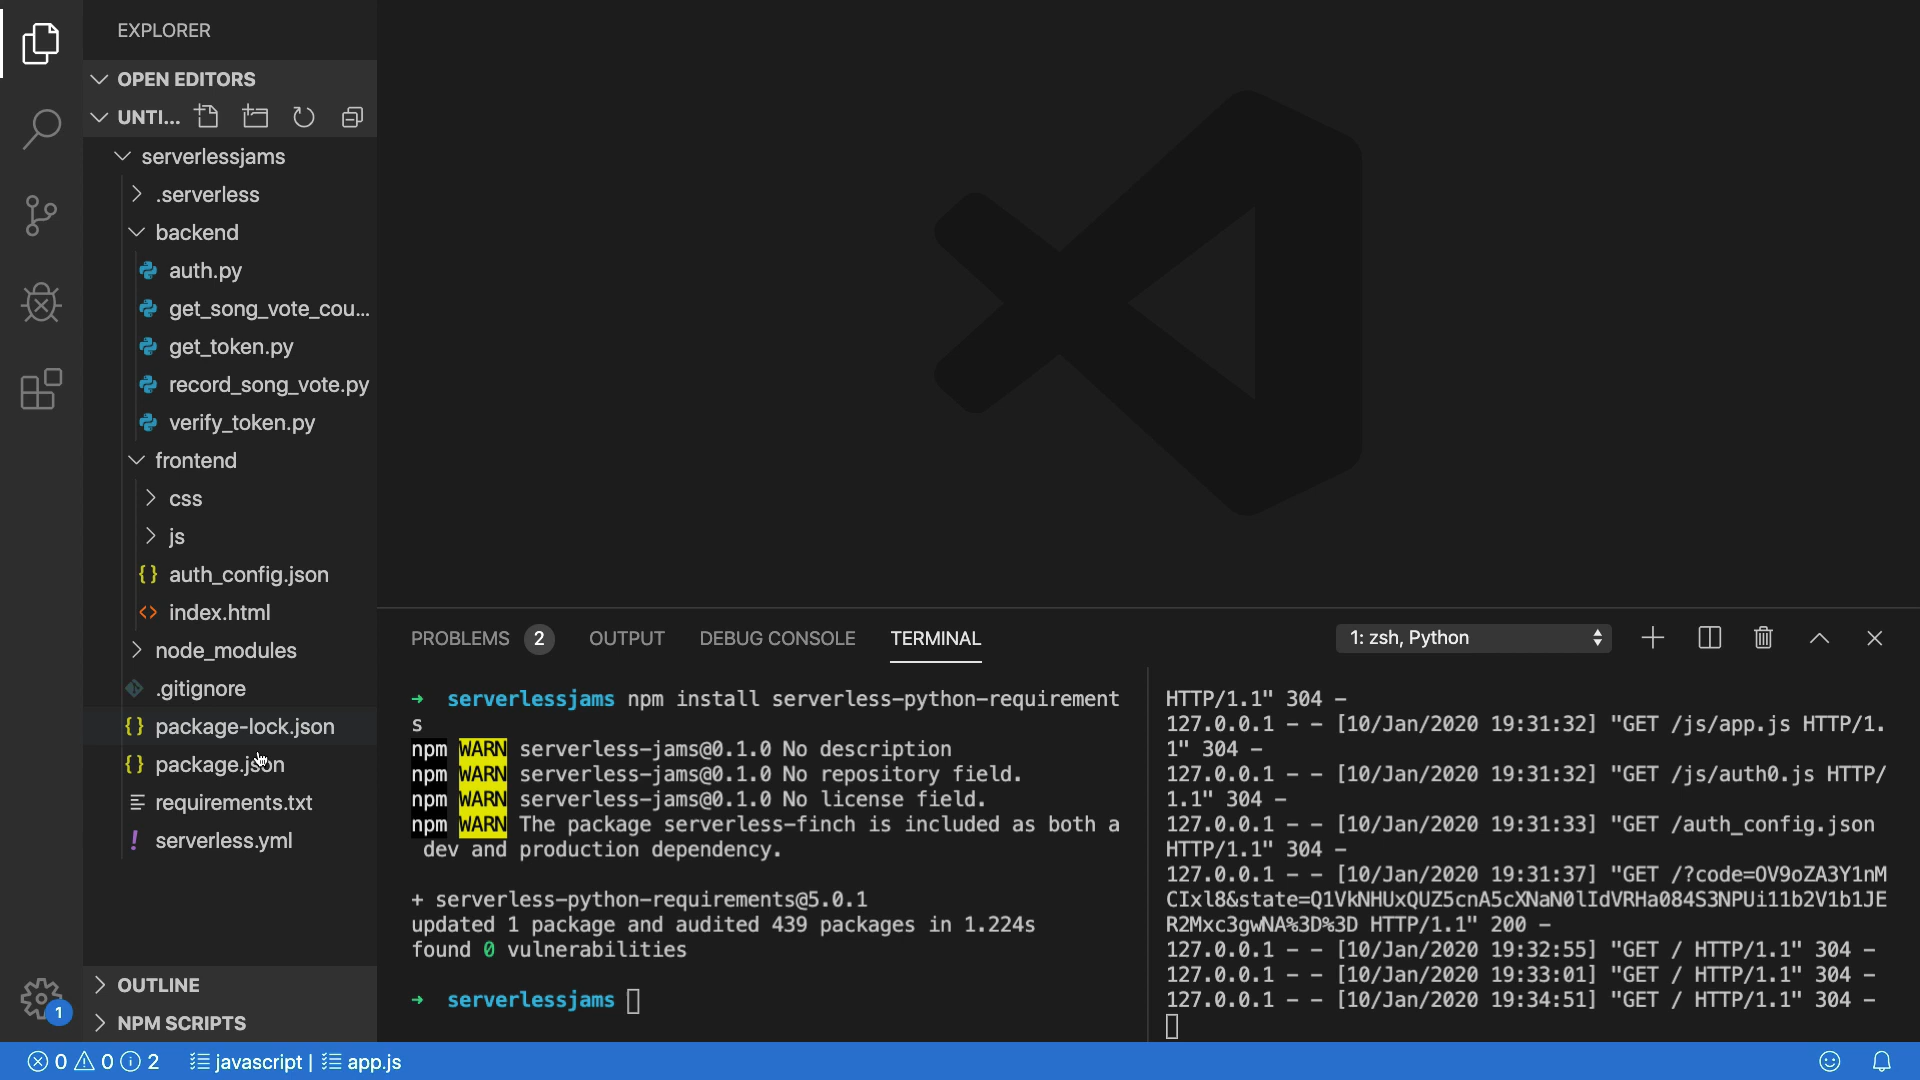 EXPLORER
OPEN EDITORS
UNTI...
serverlessjams
.serverless
backend
auth.py
get_song_vote_cou...
get_token.py
record_song_vote.py
verify_token.py
frontend
css
js
{} auth_config.json
<> index.html
node_modules
.gitignore
{} package-lock.json
{} package.json
requirements.txt
! serverless.yml
OUTLINE
NPM SCRIPTS
1
PROBLEMS 2 OUTPUT DEBUG CONSOLE TERMINAL
1: zsh, Python
→ serverlessjams npm install serverless-python-requirement
s
npm WARN serverless-jams@0.1.0 No description
npm WARN serverless-jams@0.1.0 No repository field.
npm WARN serverless-jams@0.1.0 No license field.
npm WARN The package serverless-finch is included as both a
dev and production dependency.
+ serverless-python-requirements@5.0.1
updated 1 package and audited 439 packages in 1.224s
found 0 vulnerabilities
→ serverlessjams
HTTP/1.1" 304 -
127.0.0.1 - - [10/Jan/2020 19:31:32] "GET /js/app.js HTTP/1.
1" 304 -
127.0.0.1 - - [10/Jan/2020 19:31:32] "GET /js/auth0.js HTTP/
1.1" 304 -
127.0.0.1 - - [10/Jan/2020 19:31:33] "GET /auth_config.json
HTTP/1.1" 304 -
127.0.0.1 - - [10/Jan/2020 19:31:37] "GET /?code=OV9oZA3Y1nM
CIxl8&state=Q1VkNHUxQUZ5cnA5cXNaN0lIdVRHa084S3NPUi11b2V1b1JE
R2Mxc3gwNA%3D%3D HTTP/1.1" 200 -
127.0.0.1 - - [10/Jan/2020 19:32:55] "GET / HTTP/1.1" 304 -
127.0.0.1 - - [10/Jan/2020 19:33:01] "GET / HTTP/1.1" 304 -
127.0.0.1 - - [10/Jan/2020 19:34:51] "GET / HTTP/1.1" 304 -
0 0 2 javascript | app.js